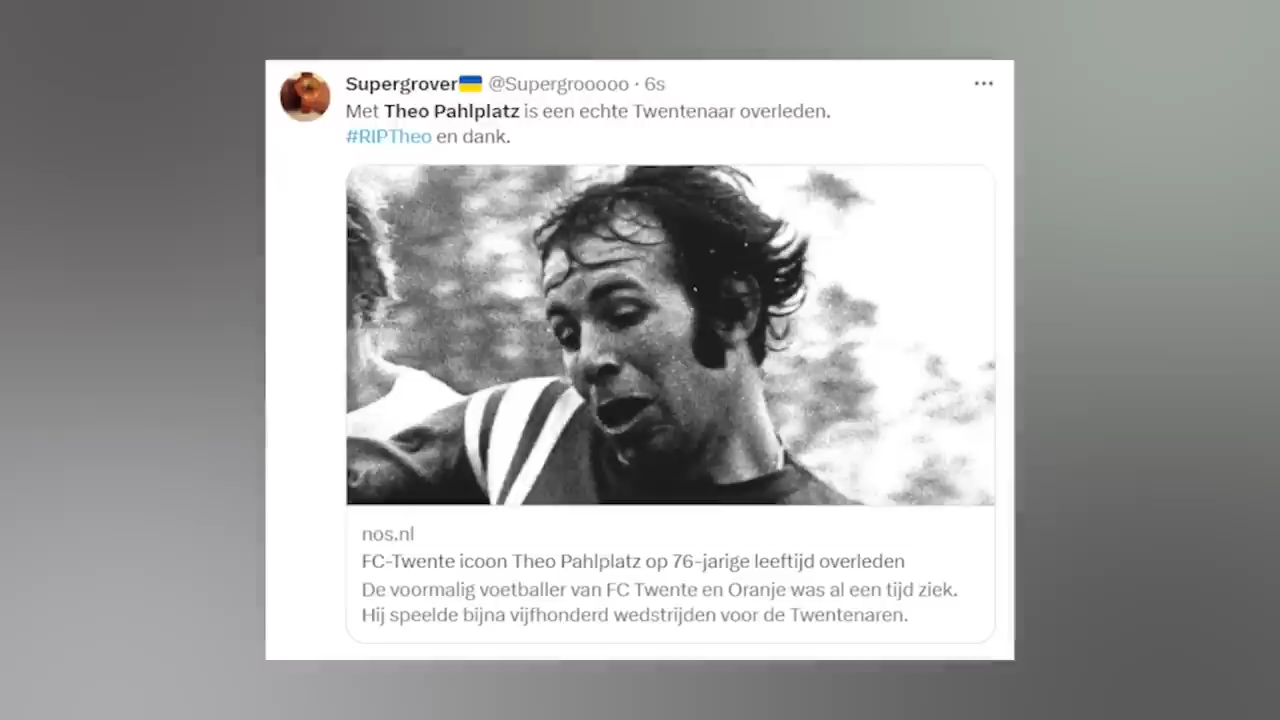 Supergrover🇺🇦 @Supergrooooo · 6s
Met Theo Pahlplatz is een echte Twentenaar overleden.
#RIPTheo en dank.
nos.nl
FC-Twente icoon Theo Pahlplatz op 76-jarige leeftijd overleden
De voormalig voetballer van FC Twente en Oranje was al een tijd ziek.
Hij speelde bijna vijfhonderd wedstrijden voor de Twentenaren.